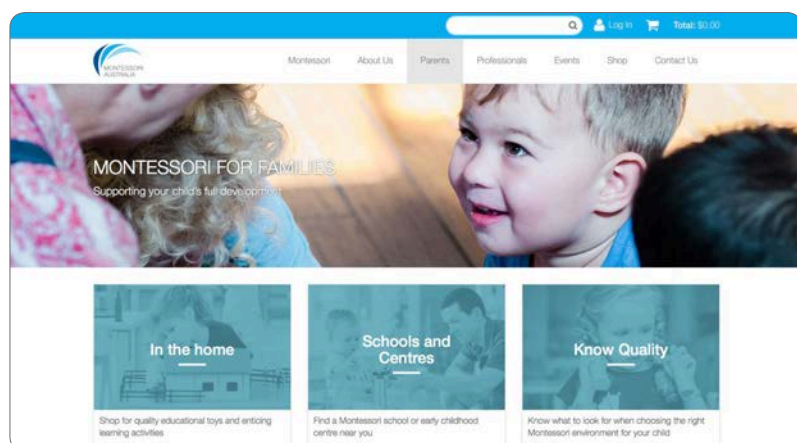 Log In Total: $0.00
MONTESSORI
AUSTRALIA
Montessori About Us Parents Professionals Events Shop Contact Us
MONTESSORI FOR FAMILIES
Supporting your child's full development
In the home
Schools and
Centres
Know Quality
Shop for quality educational toys and enticing
learning activities
Find a Montessori school or early childhood
centre near you
Know what to look for when choosing the right
Montessori environment for your child